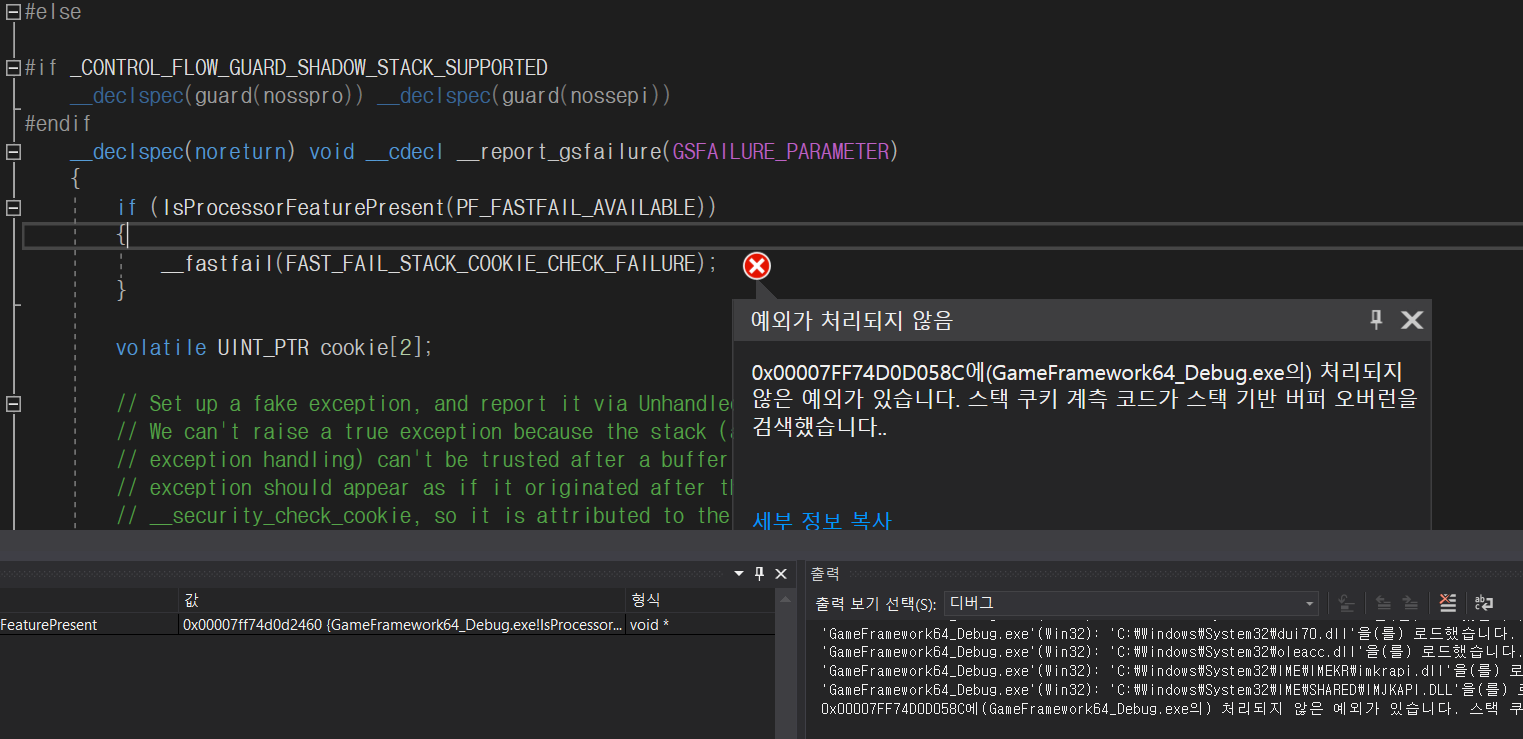 #else
#if _CONTROL_FLOW_GUARD_SHADOW_STACK_SUPPORTED
__declspec(guard(nosspro)) __declspec(guard(nossepi))
#endif
__declspec(noreturn) void __cdecl __report_gsfailure(GSFAILURE_PARAMETER)
{
if (IsProcessorFeaturePresent(PF_FASTFAIL_AVAILABLE))
{
__fastfail(FAST_FAIL_STACK_COOKIE_CHECK_FAILURE);
}
volatile UINT_PTR cookie[2];
// Set up a fake exception, and report it via Unhandle
// We can't raise a true exception because the stack (
// exception handling) can't be trusted after a buffer
// exception should appear as if it originated after t
// __security_check_cookie, so it is attributed to the
예외가 처리되지 않음
0x00007FF74D0D058C에(GameFramework64_Debug.exe의) 처리되지
않은 예외가 있습니다. 스택 쿠키 계측 코드가 스택 기반 버퍼 오버런을
검색했습니다..
세부 정보 복사
값 형식
FeaturePresent 0x00007ff74d0d2460 {GameFramework64_Debug.exe!IsProcessor... void *
출력
출력 보기 선택(S): 디버그
'GameFramework64_Debug.exe'(Win32): 'C:\Windows\System32\dui70.dll'을(를) 로드했습니다.
'GameFramework64_Debug.exe'(Win32): 'C:\Windows\System32\oleacc.dll'을(를) 로드했습니다.
'GameFramework64_Debug.exe'(Win32): 'C:\Windows\System32\IME\IMEKR\imkrapi.dll'을(를) 로
'GameFramework64_Debug.exe'(Win32): 'C:\Windows\System32\IME\SHARED\IMJKAPI.DLL'을(를)
0x00007FF74D0D058C에(GameFramework64_Debug.exe의) 처리되지 않은 예외가 있습니다. 스택 쿠